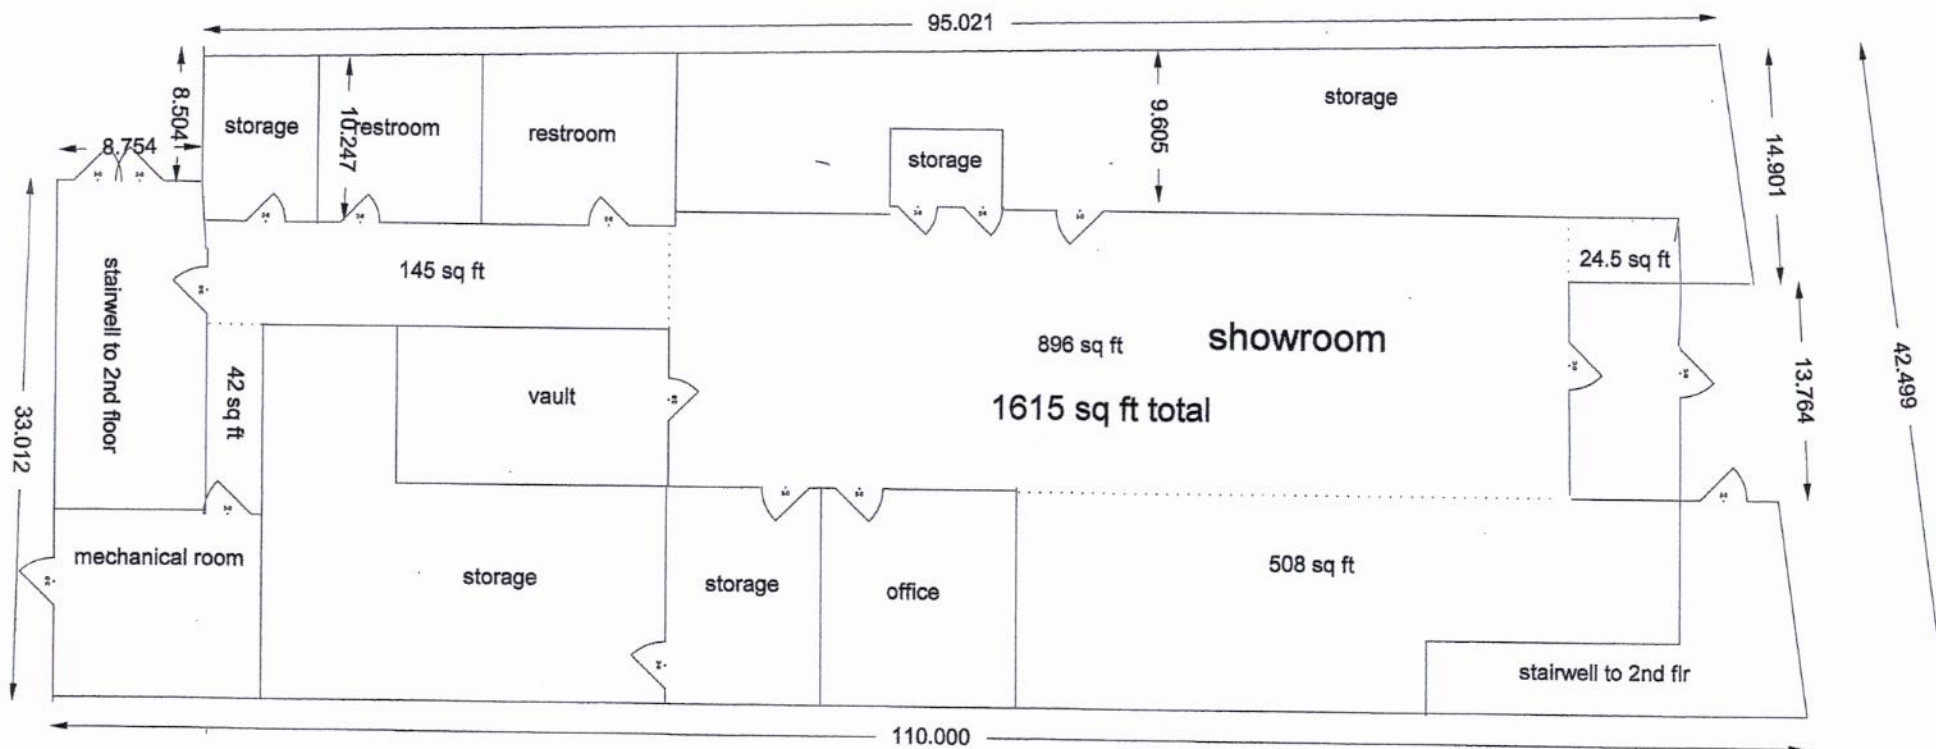 95.021
8.504
8.754
storage
10.247
restroom
restroom
storage
9.605
storage
14.901
145 sq ft
24.5 sq ft
stairwell to 2nd floor
896 sq ft
showroom
42 sq ft
vault
1615 sq ft total
13.764
42.499
33.012
mechanical room
storage
storage
office
508 sq ft
stairwell to 2nd flr
110.000